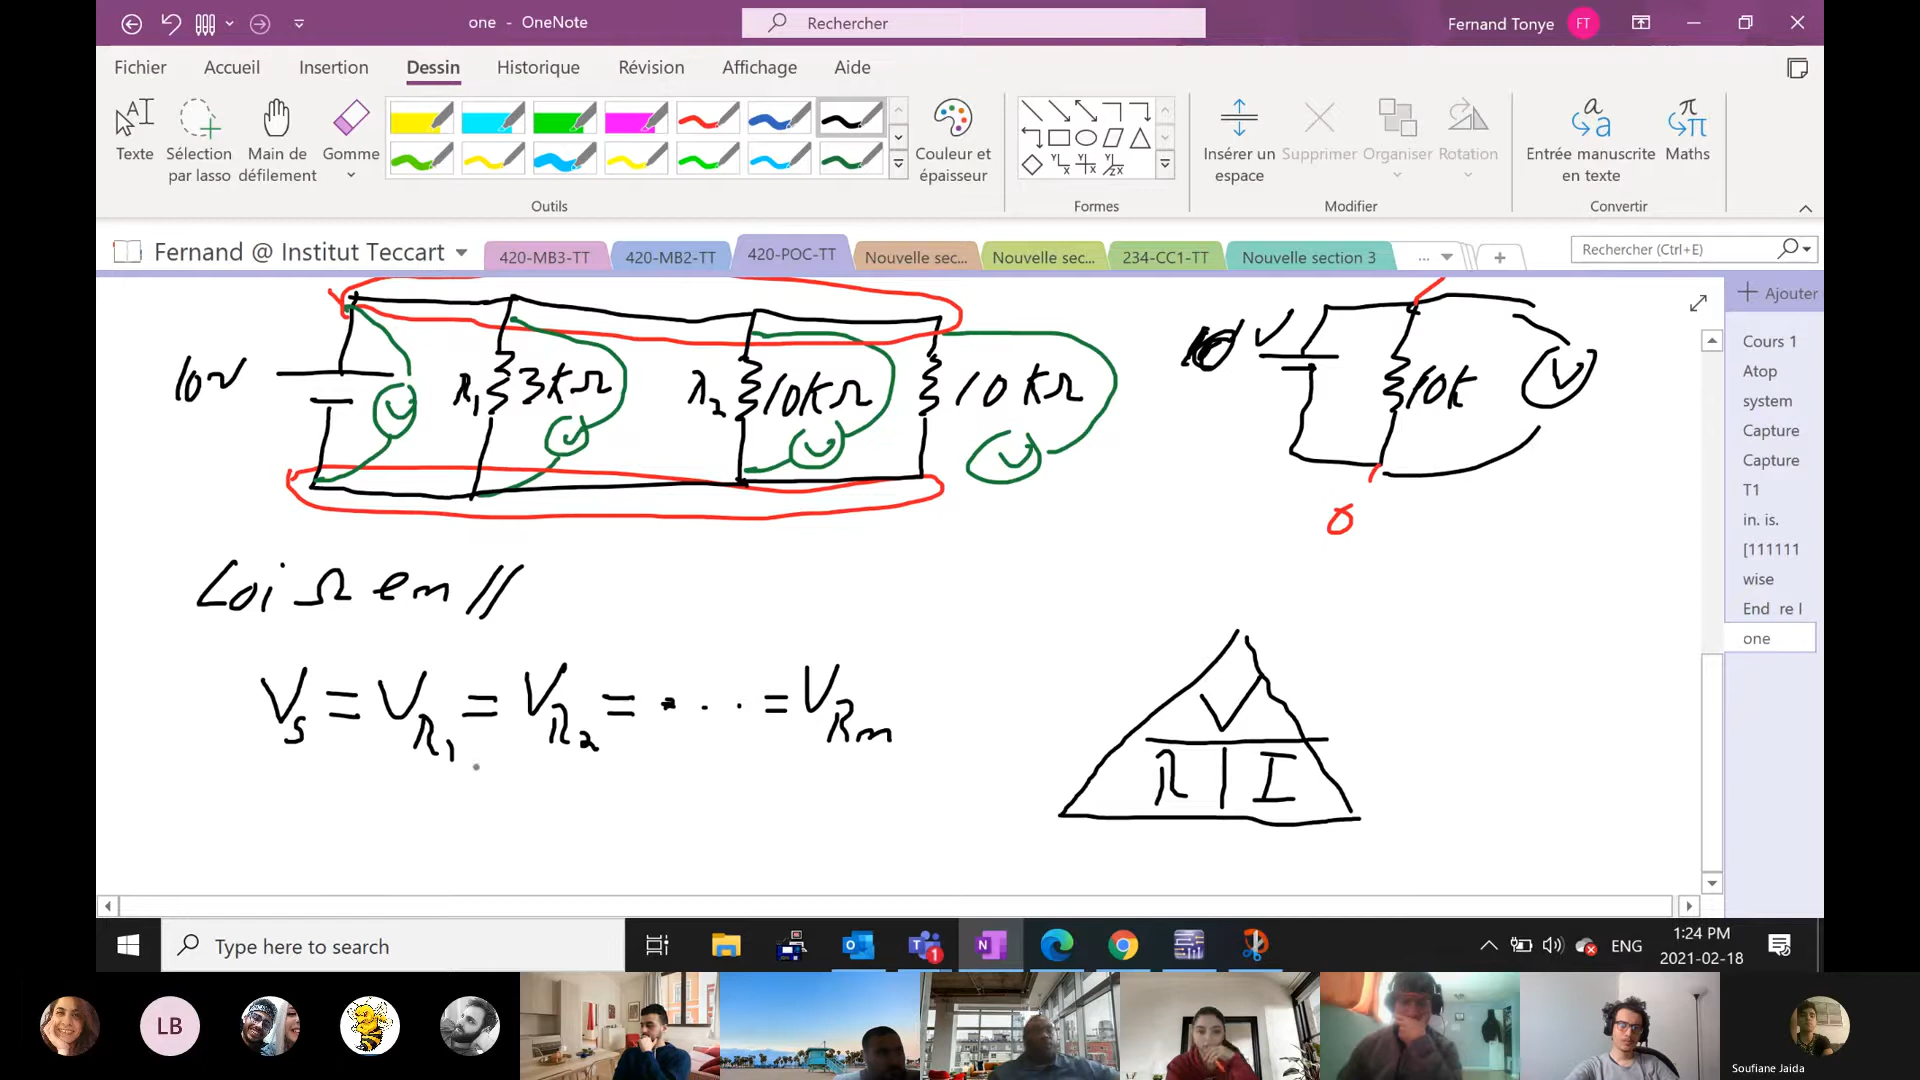 one - OneNote
Rechercher
Fernand Tonye
FT
Fichier Accueil Insertion Dessin Historique Révision Affichage Aide
Texte
Sélection par lasso
Main de défilement
Gomme
Couleur et épaisseur
Insérer un espace
Supprimer
Organiser
Rotation
Entrée manuscrite en texte
Maths
Outils
Formes
Modifier
Convertir
Fernand @ Institut Teccart
420-MB3-TT
420-MB2-TT
420-POC-TT
Nouvelle sec...
Nouvelle sec...
234-CC1-TT
Nouvelle section 3
...
Rechercher (Ctrl+E)
Ajouter
Cours 1
Atop
system
Capture
Capture
T1
in. is.
[111111
wise
End re l
one
10V
V
R1 3KΩ
V
R2 10KΩ
V
10 KΩ
V
V
10K
V
0
Loi Ω en //
Vs = VR1 = VR2 = .... = VRn
V
R | I
Type here to search
1
ENG
1:24 PM
2021-02-18
LB
Soufiane Jaida